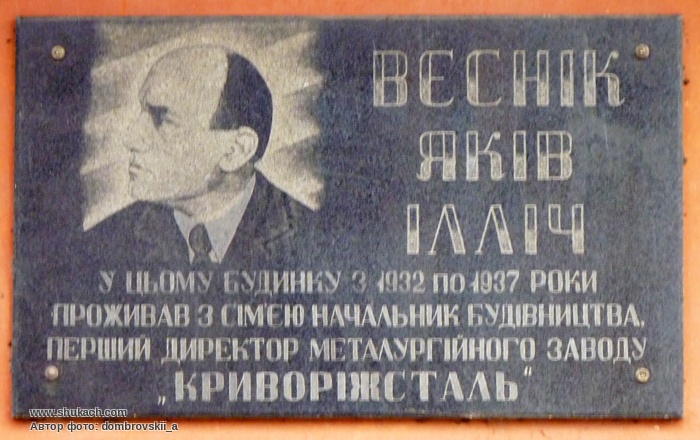 ВЄСНІК
ЯКІВ
ІЛЛІЧ
У ЦЬОМУ БУДИНКУ З 1932 ПО 1937 РОКИ
ПРОЖИВАВ З СІМ'ЄЮ НАЧАЛЬНИК БУДІВНИЦТВА,
ПЕРШИЙ ДИРЕКТОР МЕТАЛУРГІЙНОГО ЗАВОДУ
„КРИВОРІЖСТАЛЬ"
www.shukach.com
Автор фото: dombrovskii_a